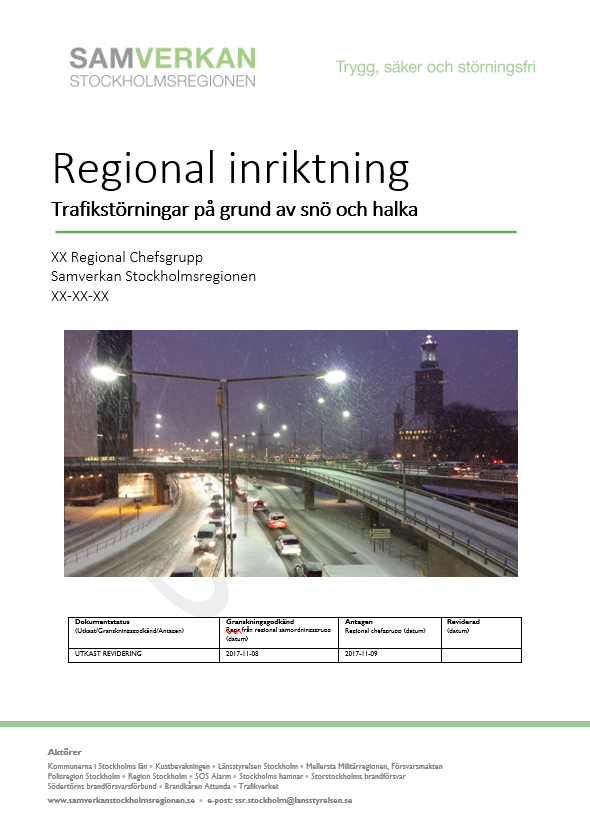 SAMVERKAN
STOCKHOLMSREGIONEN
Trygg, säker och störningsfri
Regional inriktning
Trafikstörningar på grund av snö och halka
XX Regional Chefsgrupp
Samverkan Stockholmsregionen
XX-XX-XX
Dokumentstatus
(Utkast/Granskningsgodkänd/Antagen)
Granskningsgodkänd
från regional samordningsgrupp
(datum)
Antagen
Regional chefsgrupp (datum)
Reviderad
(datum)
UTKAST REVIDERING
2017-11-08
2017-11-09
Aktörer
Kommunerna i Stockholms län • Kustbevakningen • Länsstyrelsen Stockholm • Mellersta Militärregionen, Försvarsmakten
Polisregion Stockholm • Region Stockholm • SOS Alarm • Stockholms hamnar • Storstockholms brandförsvar
Södertörns brandförsvarsförbund • Brandkåren Attunda • Trafikverket
www.samverkanstockholmsregionen.se • e-post: ssr.stockholm@lansstyrelsen.se